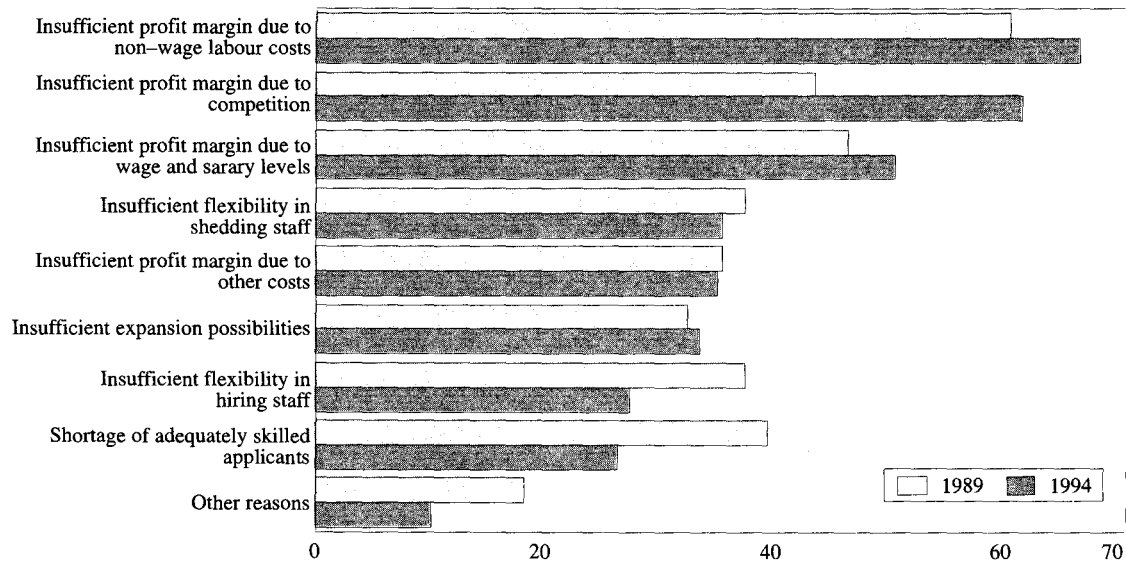 Insufficient profit margin due to
non–wage labour costs
Insufficient profit margin due to
competition
Insufficient profit margin due to
wage and sarary levels
Insufficient flexibility in
shedding staff
Insufficient profit margin due to
other costs
Insufficient expansion possibilities
Insufficient flexibility in
hiring staff
Shortage of adequately skilled
applicants
Other reasons
1989 1994
0 20 40 60 70